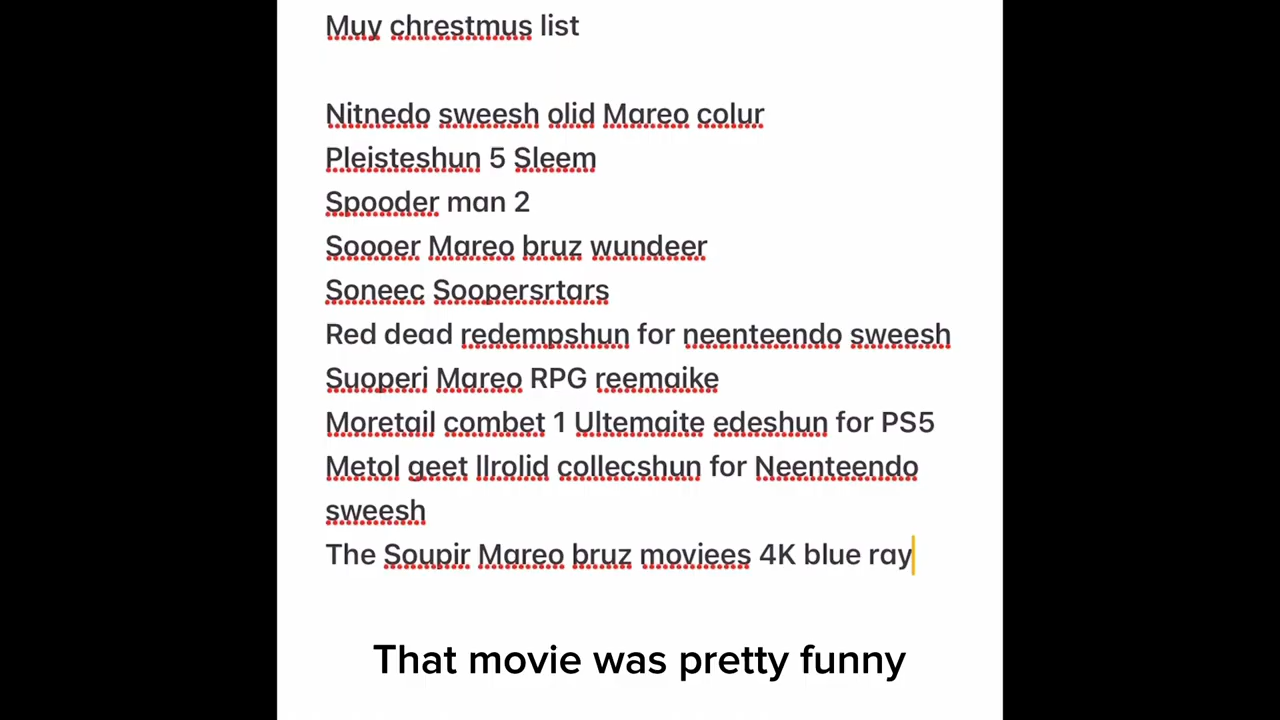 Muy chrestmus list
Nitnedo sweesh olid Mareo colur
Pleisteshun 5 Sleem
Spooder man 2
Soooer Mareo bruz wundeer
Soneec Soopersrtars
Red dead redempshun for neenteendo sweesh
Suoperi Mareo RPG reemaike
Moretail combet 1 Ultemaite edeshun for PS5
Metol geet llrolid collecshun for Neenteendo
sweesh
The Soupir Mareo bruz moviees 4K blue ray
That movie was pretty funny